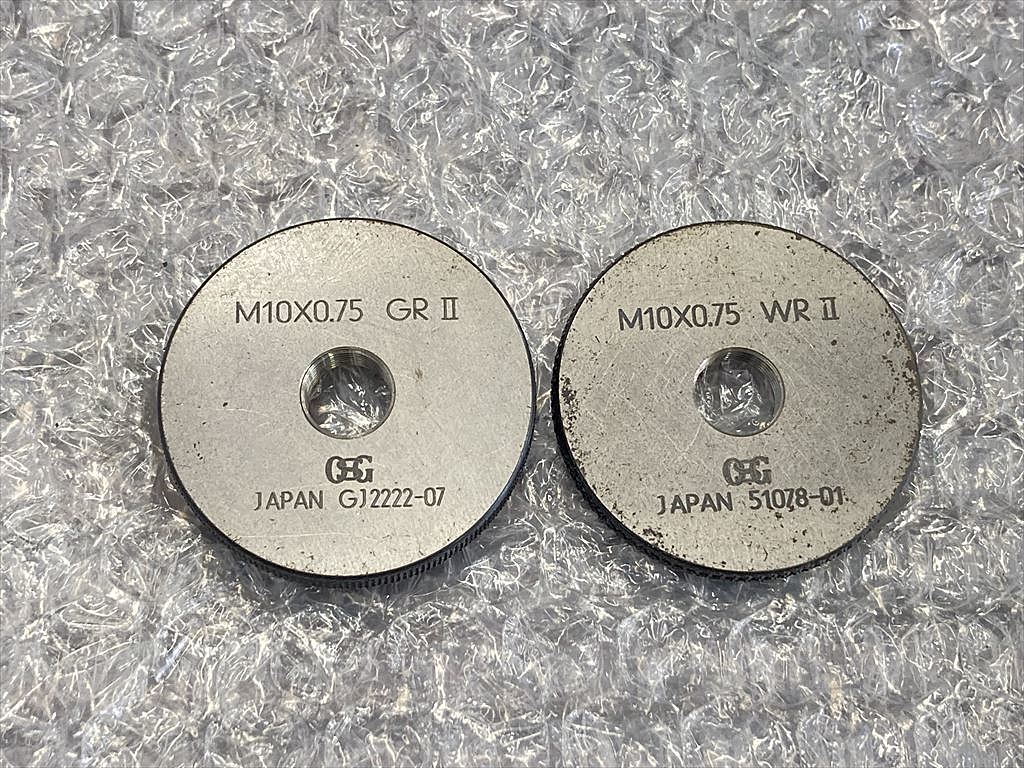 M10X0.75 GR II
OSG
JAPAN GJ2222-07
M10X0.75 WR II
OSG
JAPAN 51078-01